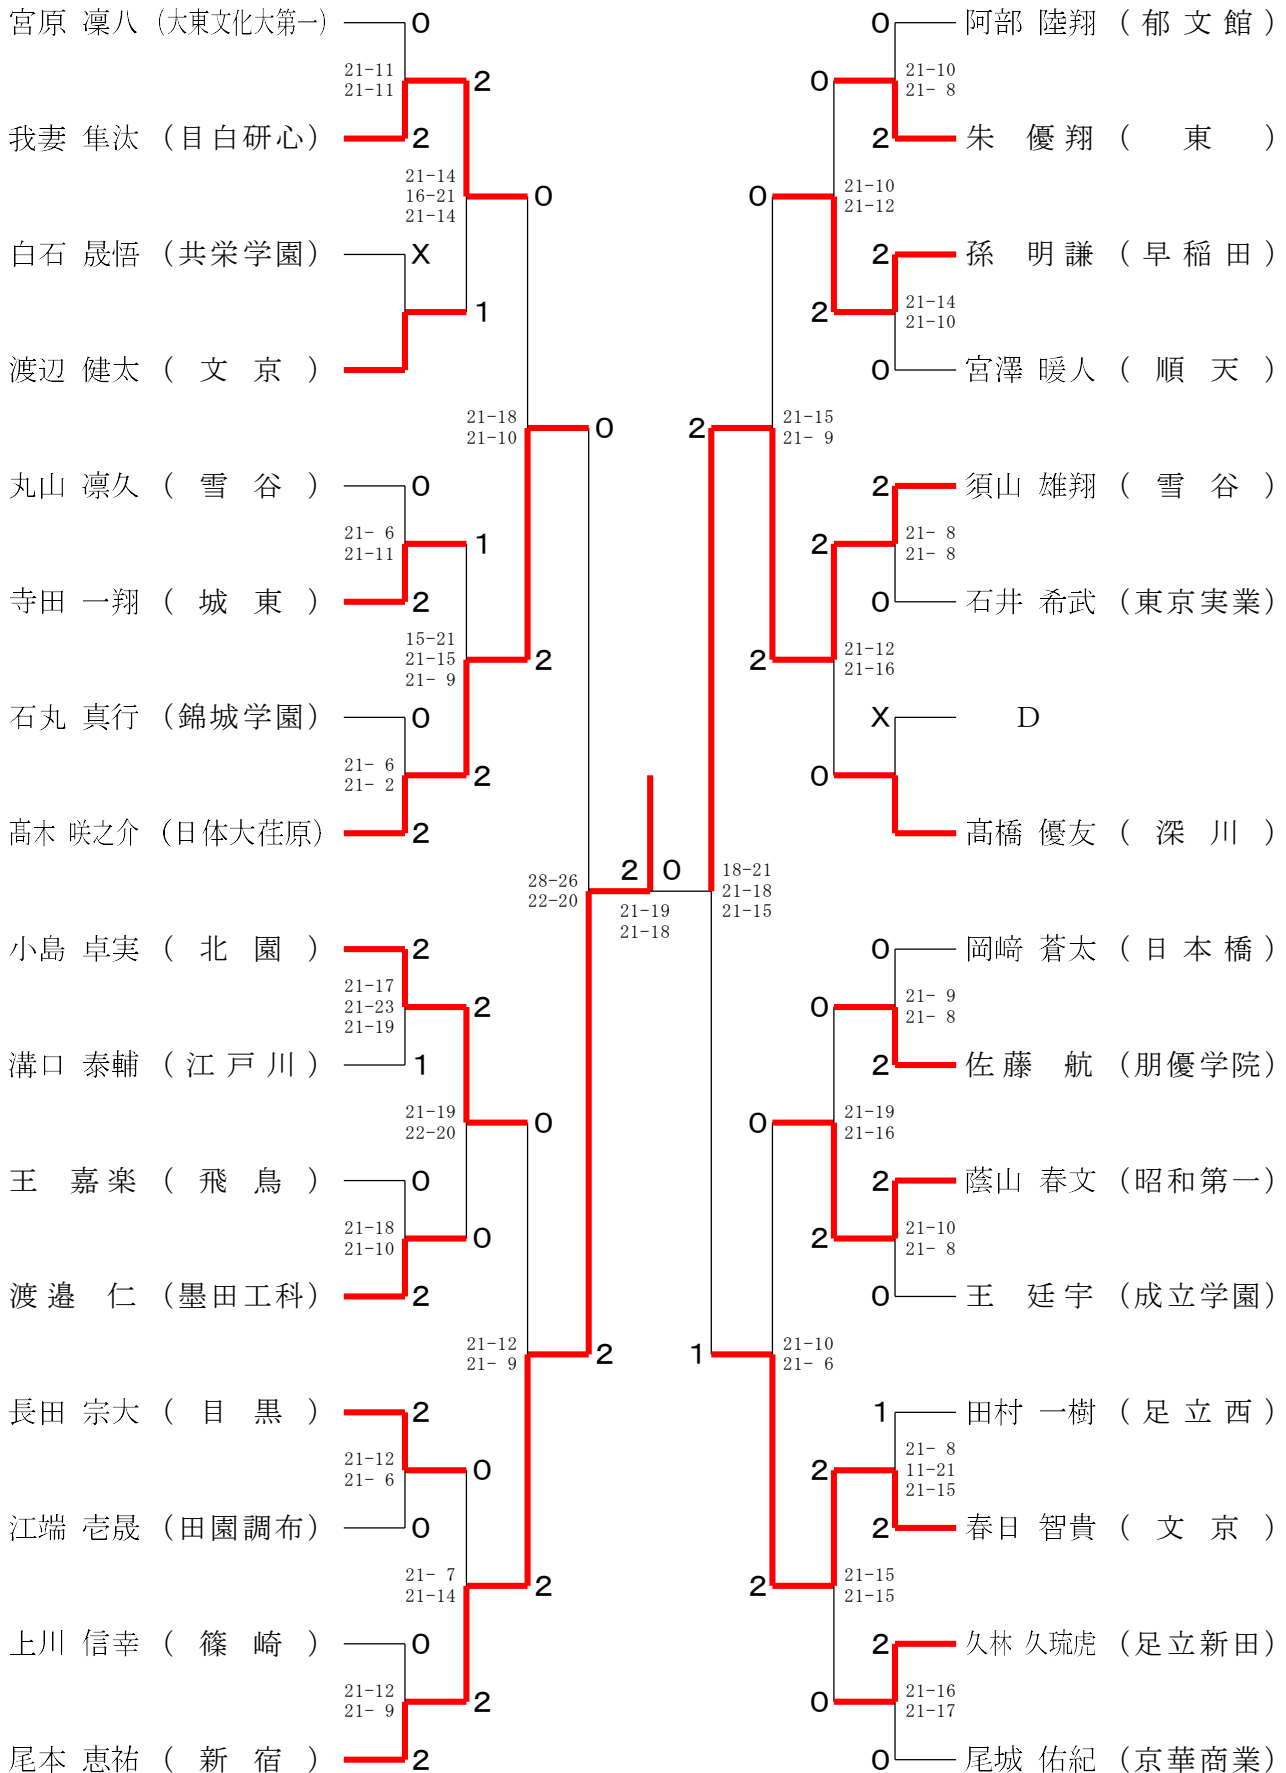 宮原 凜八 (大東文化大第一) 0
21-11
21-11
2
我妻 隼汰 (目白研心) 2
21-14
16-21
21-14
0
白石 晟悟 (共栄学園) X
1
渡辺 健太 (文京)
21-18
21-10
0
丸山 凛久 (雪谷) 0
21- 6
21-11
1
寺田 一翔 (城東) 2
15-21
21-15
21- 9
2
石丸 真行 (錦城学園) 0
21- 6
21- 2
2
髙木 咲之介 (日体大荏原) 2
28-26
22-20
小島 卓実 (北園) 2
21-17
21-23
21-19
2
溝口 泰輔 (江戸川) 1
21-19
22-20
0
王 嘉楽 (飛鳥) 0
21-18
21-10
0
渡邉 仁 (墨田工科) 2
21-12
21- 9
2
長田 宗大 (目黒) 2
21-12
21- 6
0
江端 壱晟 (田園調布) 0
21- 7
21-14
2
上川 信幸 (篠崎) 0
21-12
21- 9
2
尾本 恵祐 (新宿) 2
2 0
21-19
21-18
0 阿部 陸翔 (郁文館)
0
21-10
21- 8
2 朱 優翔 (東)
0
21-10
21-12
2 孫 明謙 (早稲田)
2
21-14
21-10
0 宮澤 暖人 (順天)
2
21-15
21- 9
2 須山 雄翔 (雪谷)
2
21- 8
21- 8
0 石井 希武 (東京実業)
2
21-12
21-16
X D
0
髙橋 優友 (深川)
18-21
21-18
21-15
0 岡﨑 蒼太 (日本橋)
0
21- 9
21- 8
2 佐藤 航 (朋優学院)
0
21-19
21-16
2 蔭山 春文 (昭和第一)
2
21-10
21- 8
0 王 廷宇 (成立学園)
1
21-10
21- 6
1 田村 一樹 (足立西)
2
21- 8
11-21
21-15
2 春日 智貴 (文京)
2
21-15
21-15
2 久林 久琉虎 (足立新田)
0
21-16
21-17
0 尾城 佑紀 (京華商業)